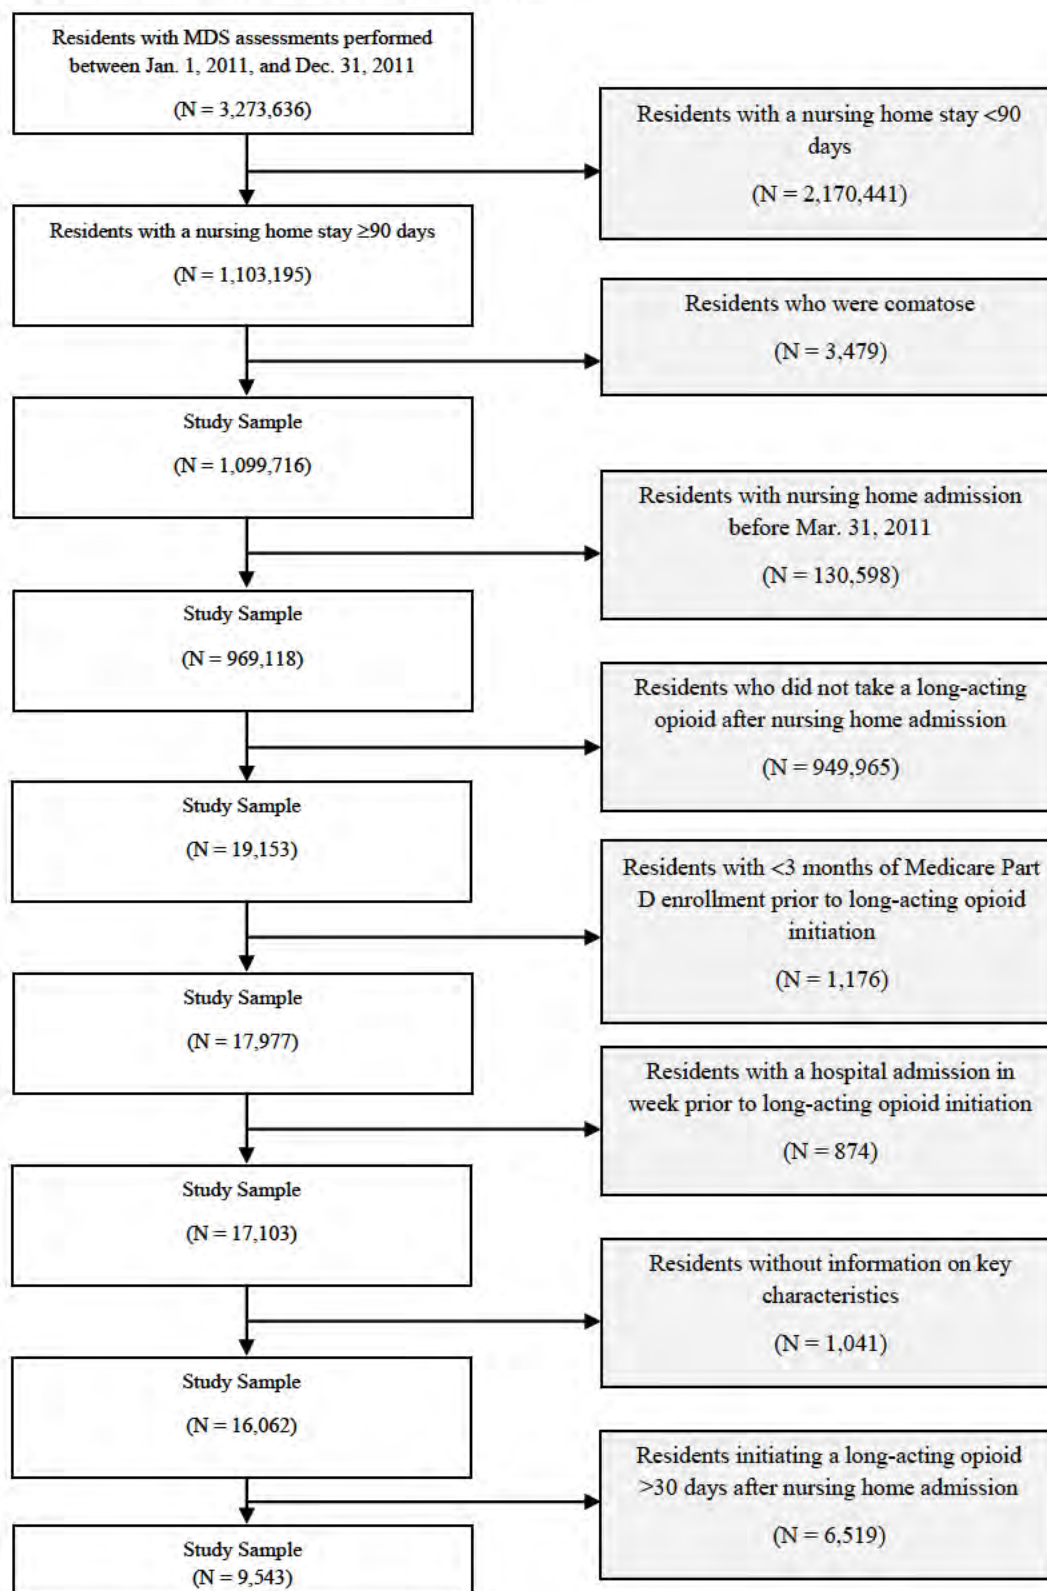 Residents with MDS assessments performed
between Jan. 1, 2011, and Dec. 31, 2011
(N = 3,273,636)
Residents with a nursing home stay <90
days
(N = 2,170,441)
Residents with a nursing home stay ≥90 days
(N = 1,103,195)
Residents who were comatose
(N = 3,479)
Study Sample
(N = 1,099,716)
Residents with nursing home admission
before Mar. 31, 2011
(N = 130,598)
Study Sample
(N = 969,118)
Residents who did not take a long-acting
opioid after nursing home admission
(N = 949,965)
Study Sample
(N = 19,153)
Residents with <3 months of Medicare Part
D enrollment prior to long-acting opioid
initiation
(N = 1,176)
Study Sample
(N = 17,977)
Residents with a hospital admission in
week prior to long-acting opioid initiation
(N = 874)
Study Sample
(N = 17,103)
Residents without information on key
characteristics
(N = 1,041)
Study Sample
(N = 16,062)
Residents initiating a long-acting opioid
>30 days after nursing home admission
(N = 6,519)
Study Sample
(N = 9,543)